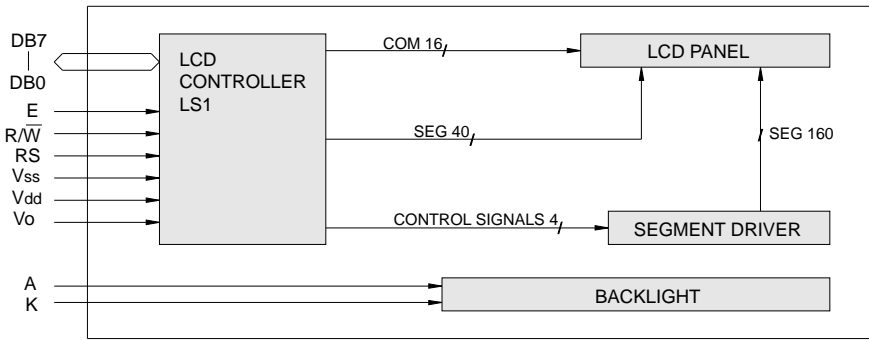 DB7
DB0
E
R/W̅
RS
Vss
Vdd
Vo
A
K
LCD
CONTROLLER
LS1
COM 16
SEG 40
CONTROL SIGNALS 4
LCD PANEL
SEG 160
SEGMENT DRIVER
BACKLIGHT